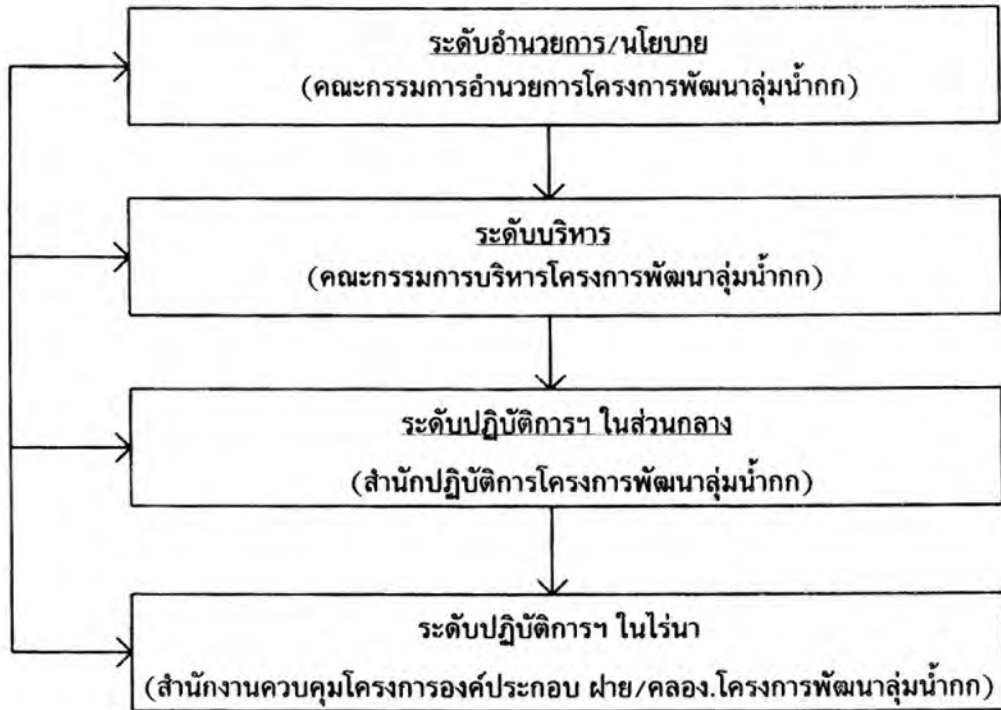 ระดับอำนวยการ/นโยบาย
(คณะกรรมการอำนวยการโครงการพัฒนาลุ่มน้ำกก)
ระดับบริหาร
(คณะกรรมการบริหารโครงการพัฒนาลุ่มน้ำกก)
ระดับปฏิบัติการฯ ในส่วนกลาง
(สำนักปฏิบัติการโครงการพัฒนาลุ่มน้ำกก)
ระดับปฏิบัติการฯ ในไร่นา
(สำนักงานควบคุมโครงการองค์ประกอบ ฝาย/คลอง.โครงการพัฒนาลุ่มน้ำกก)